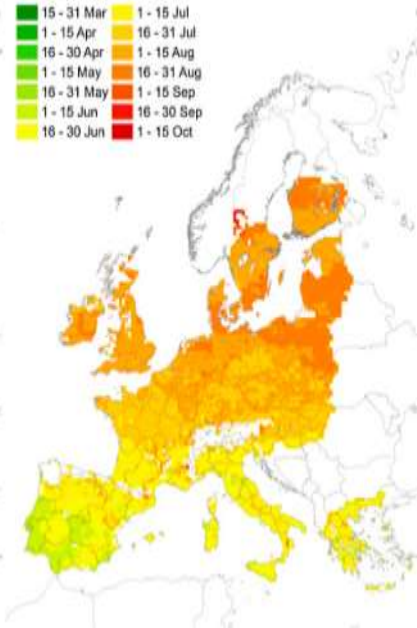 15 - 31 Mar
1 - 15 Apr
16 - 30 Apr
1 - 15 May
16 - 31 May
1 - 15 Jun
16 - 30 Jun
1 - 15 Jul
16 - 31 Jul
1 - 15 Aug
16 - 31 Aug
1 - 15 Sep
16 - 30 Sep
1 - 15 Oct